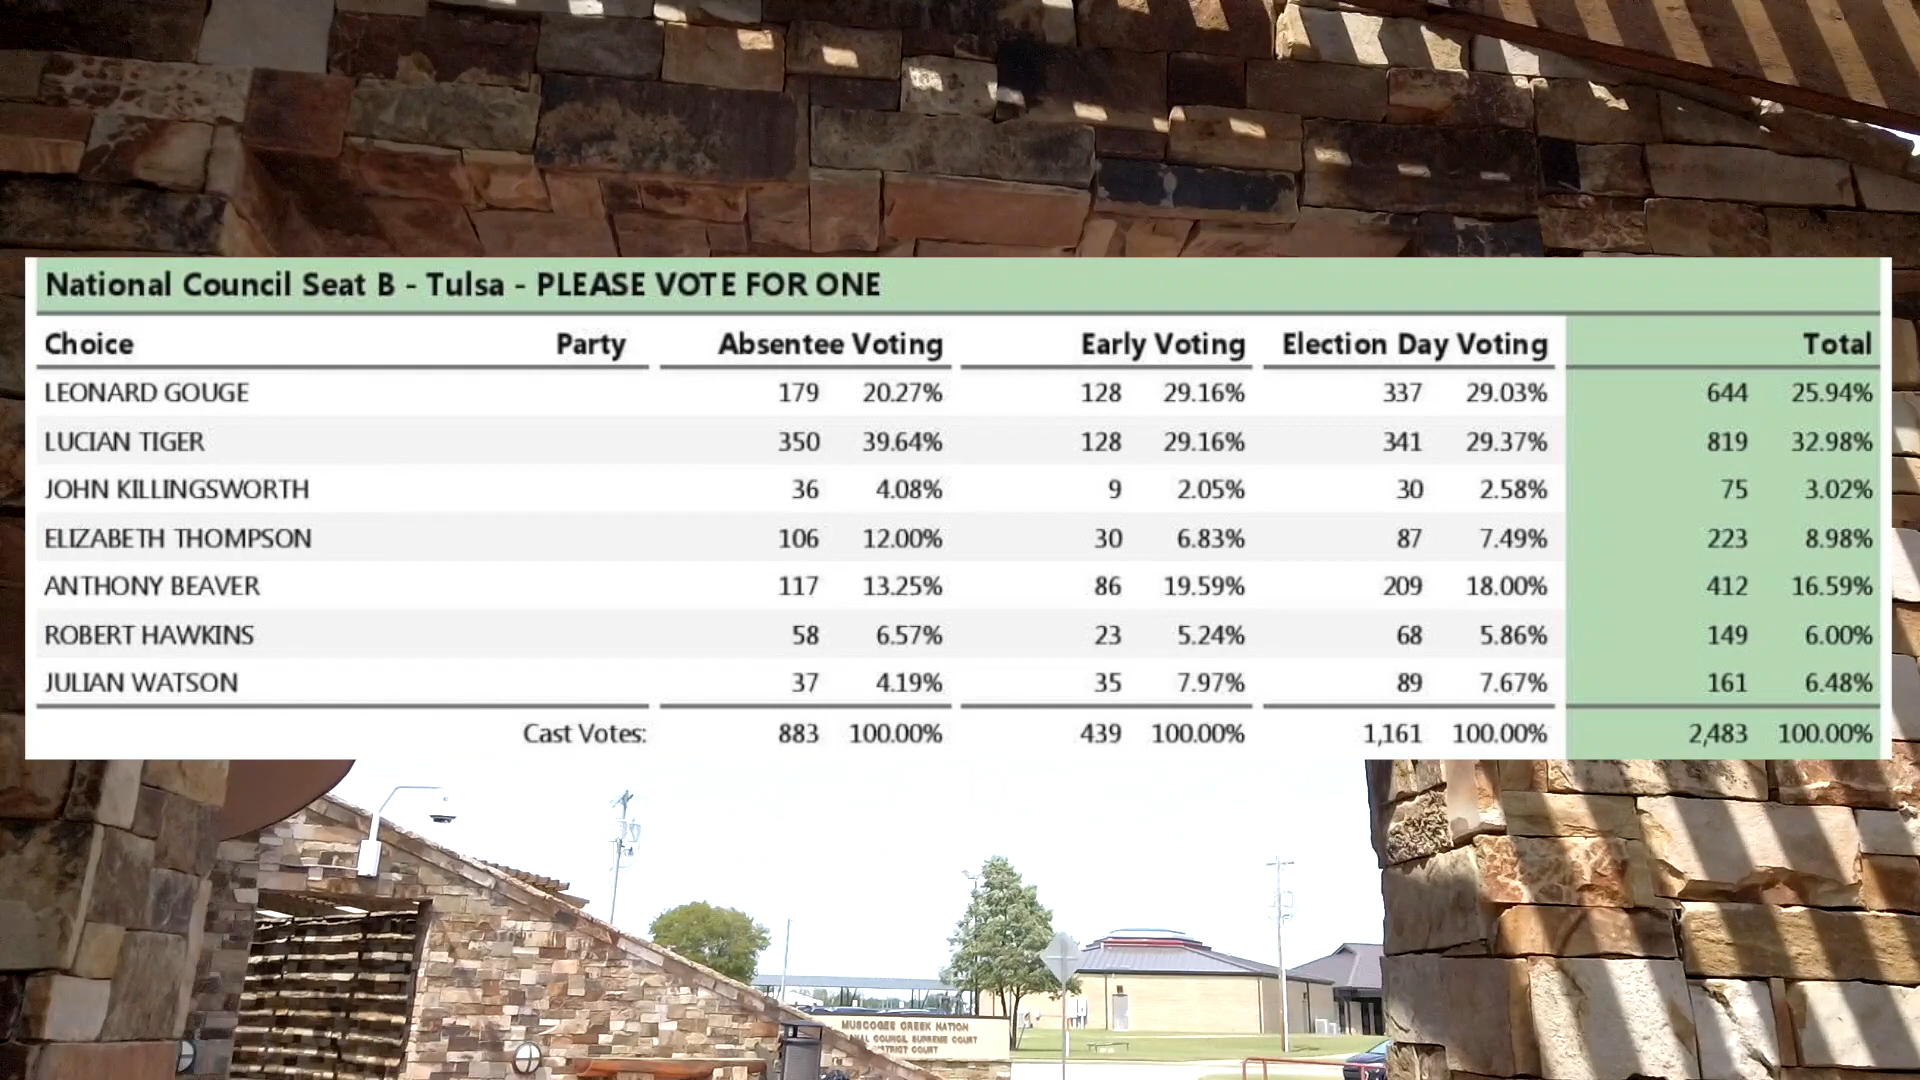 National Council Seat B - Tulsa - PLEASE VOTE FOR ONE
Choice Party Absentee Voting Early Voting Election Day Voting Total
LEONARD GOUGE 179 20.27% 128 29.16% 337 29.03% 644 25.94%
LUCIAN TIGER 350 39.64% 128 29.16% 341 29.37% 819 32.98%
JOHN KILLINGSWORTH 36 4.08% 9 2.05% 30 2.58% 75 3.02%
ELIZABETH THOMPSON 106 12.00% 30 6.83% 87 7.49% 223 8.98%
ANTHONY BEAVER 117 13.25% 86 19.59% 209 18.00% 412 16.59%
ROBERT HAWKINS 58 6.57% 23 5.24% 68 5.86% 149 6.00%
JULIAN WATSON 37 4.19% 35 7.97% 89 7.67% 161 6.48%
Cast Votes: 883 100.00% 439 100.00% 1,161 100.00% 2,483 100.00%
MUSCOGEE CREEK NATION
COUNCIL SUPREME COURT
COURT